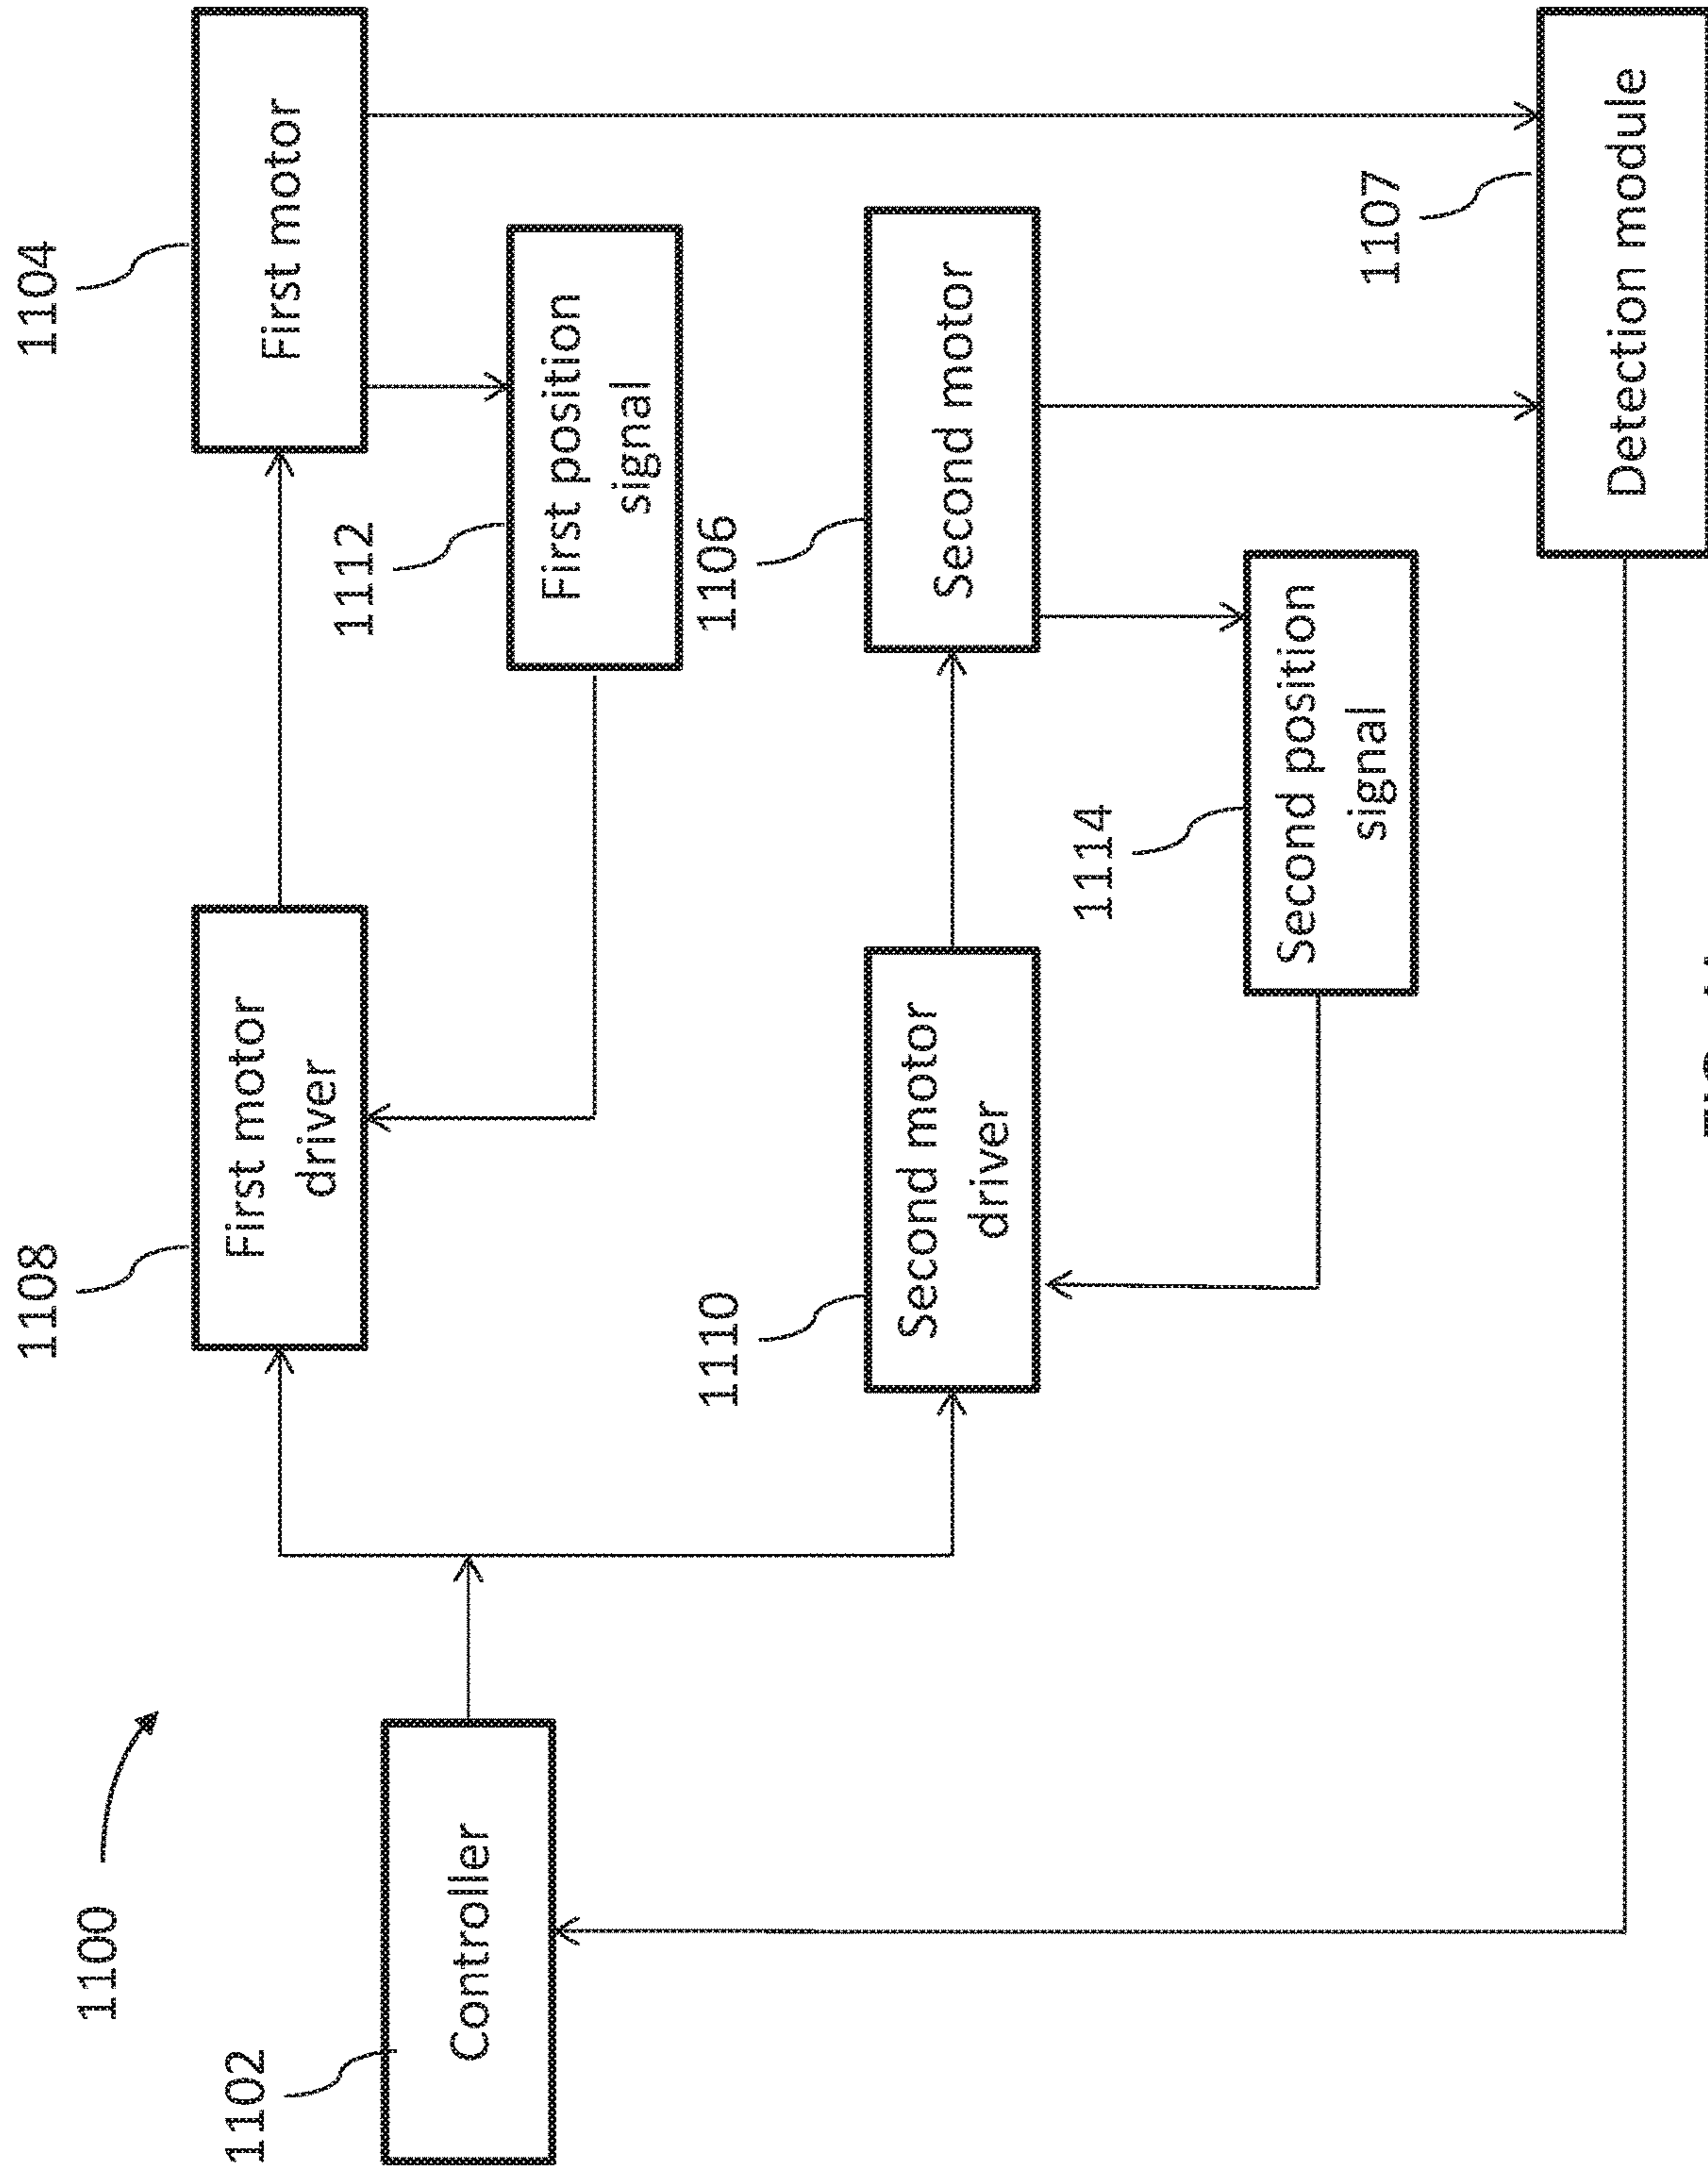 1100
1102
Controller
1108
First motor
driver
1104
First motor
1112
First position
signal
1110
Second motor
driver
1106
Second motor
1114
Second position
signal
1107
Detection module